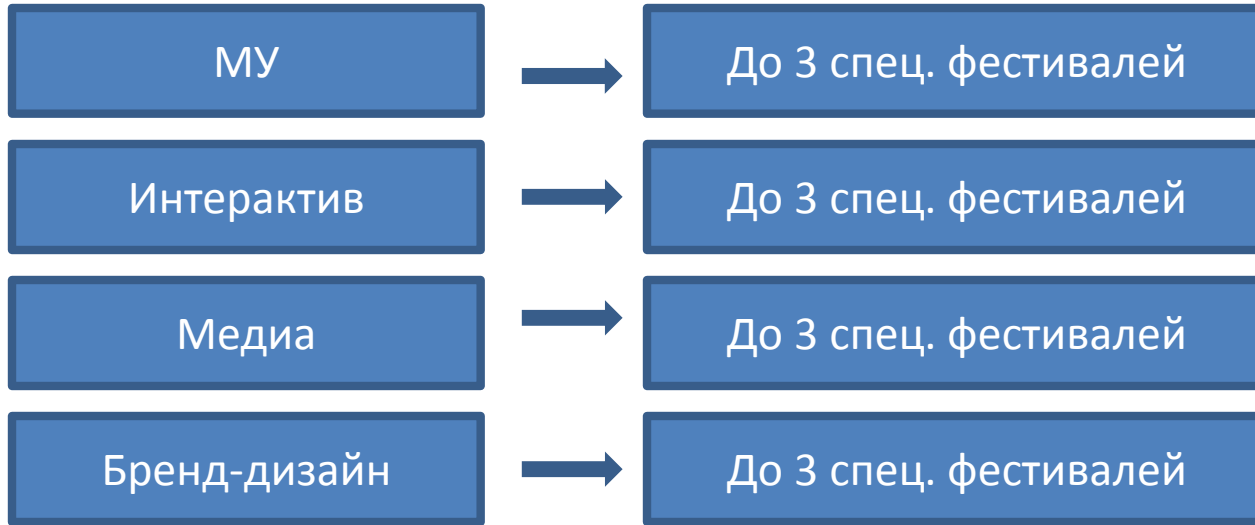 МУ
До 3 спец. фестивалей
Интерактив
До 3 спец. фестивалей
Медиа
До 3 спец. фестивалей
Бренд-дизайн
До 3 спец. фестивалей